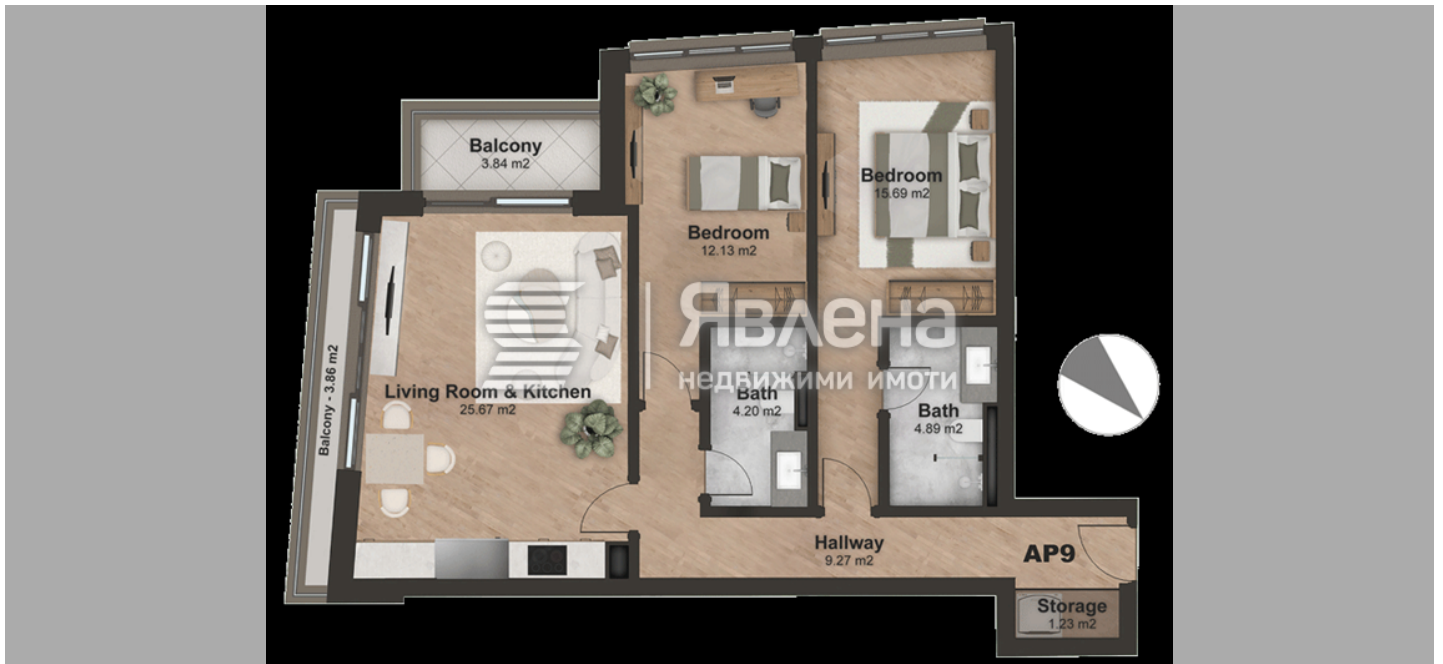 Balcony
3.84 m2
Bedroom
15.69 m2
Bedroom
12.13 m2
Явлена
недвижими имоти
Balcony - 3.86 m2
Living Room & Kitchen
25.67 m2
Bath
4.20 m2
Bath
4.89 m2
Hallway
9.27 m2
AP9
Storage
1.23 m2